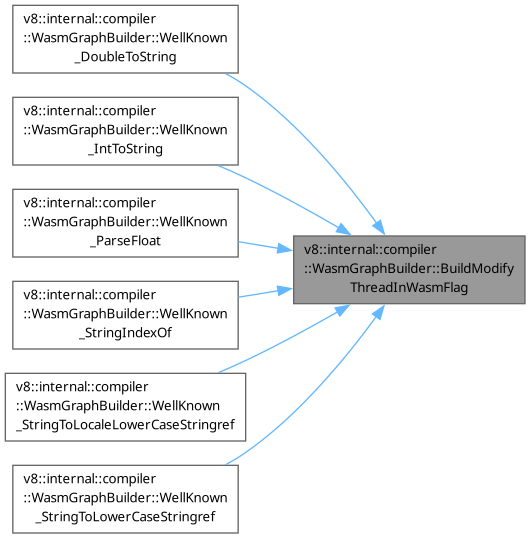 v8::internal::compiler
::WasmGraphBuilder::WellKnown
_DoubleToString
v8::internal::compiler
::WasmGraphBuilder::WellKnown
_IntToString
v8::internal::compiler
::WasmGraphBuilder::WellKnown
_ParseFloat
v8::internal::compiler
::WasmGraphBuilder::BuildModify
ThreadInWasmFlag
v8::internal::compiler
::WasmGraphBuilder::WellKnown
_StringIndexOf
v8::internal::compiler
::WasmGraphBuilder::WellKnown
_StringToLocaleLowerCaseStringref
v8::internal::compiler
::WasmGraphBuilder::WellKnown
_StringToLowerCaseStringref